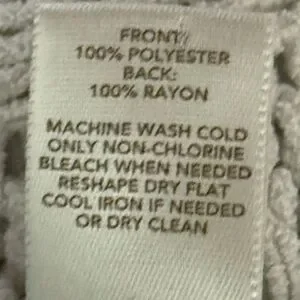 FRONT:
100% POLYESTER
BACK:
100% RAYON
MACHINE WASH COLD
ONLY NON-CHLORINE
BLEACH WHEN NEEDED
RESHAPE DRY FLAT
COOL IRON IF NEEDED
OR DRY CLEAN